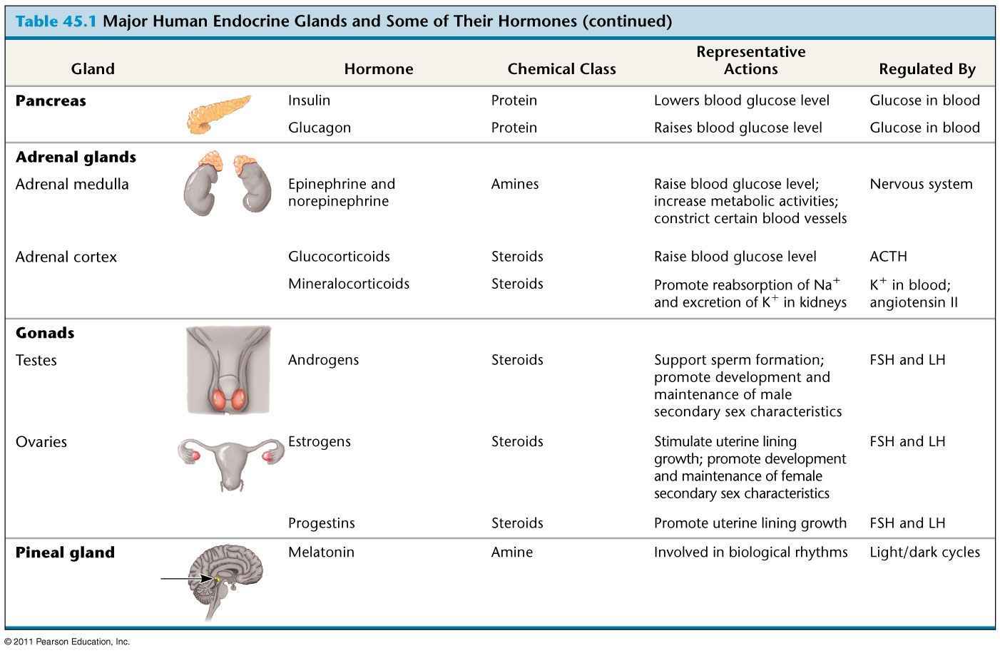 Table 45.1 Major Human Endocrine Glands and Some of Their Hormones (continued)
Gland Hormone Chemical Class Representative Actions Regulated By
Pancreas Insulin Protein Lowers blood glucose level Glucose in blood
Glucagon Protein Raises blood glucose level Glucose in blood
Adrenal glands
Adrenal medulla Epinephrine and Amines Raise blood glucose level; Nervous system
norepinephrine increase metabolic activities;
constrict certain blood vessels
Adrenal cortex Glucocorticoids Steroids Raise blood glucose level ACTH
Mineralocorticoids Steroids Promote reabsorption of Na⁺ K⁺ in blood;
and excretion of K⁺ in kidneys angiotensin II
Gonads
Testes Androgens Steroids Support sperm formation; FSH and LH
promote development and
maintenance of male
secondary sex characteristics
Ovaries Estrogens Steroids Stimulate uterine lining FSH and LH
growth; promote development
and maintenance of female
secondary sex characteristics
Progestins Steroids Promote uterine lining growth FSH and LH
Pineal gland Melatonin Amine Involved in biological rhythms Light/dark cycles
© 2011 Pearson Education, Inc.